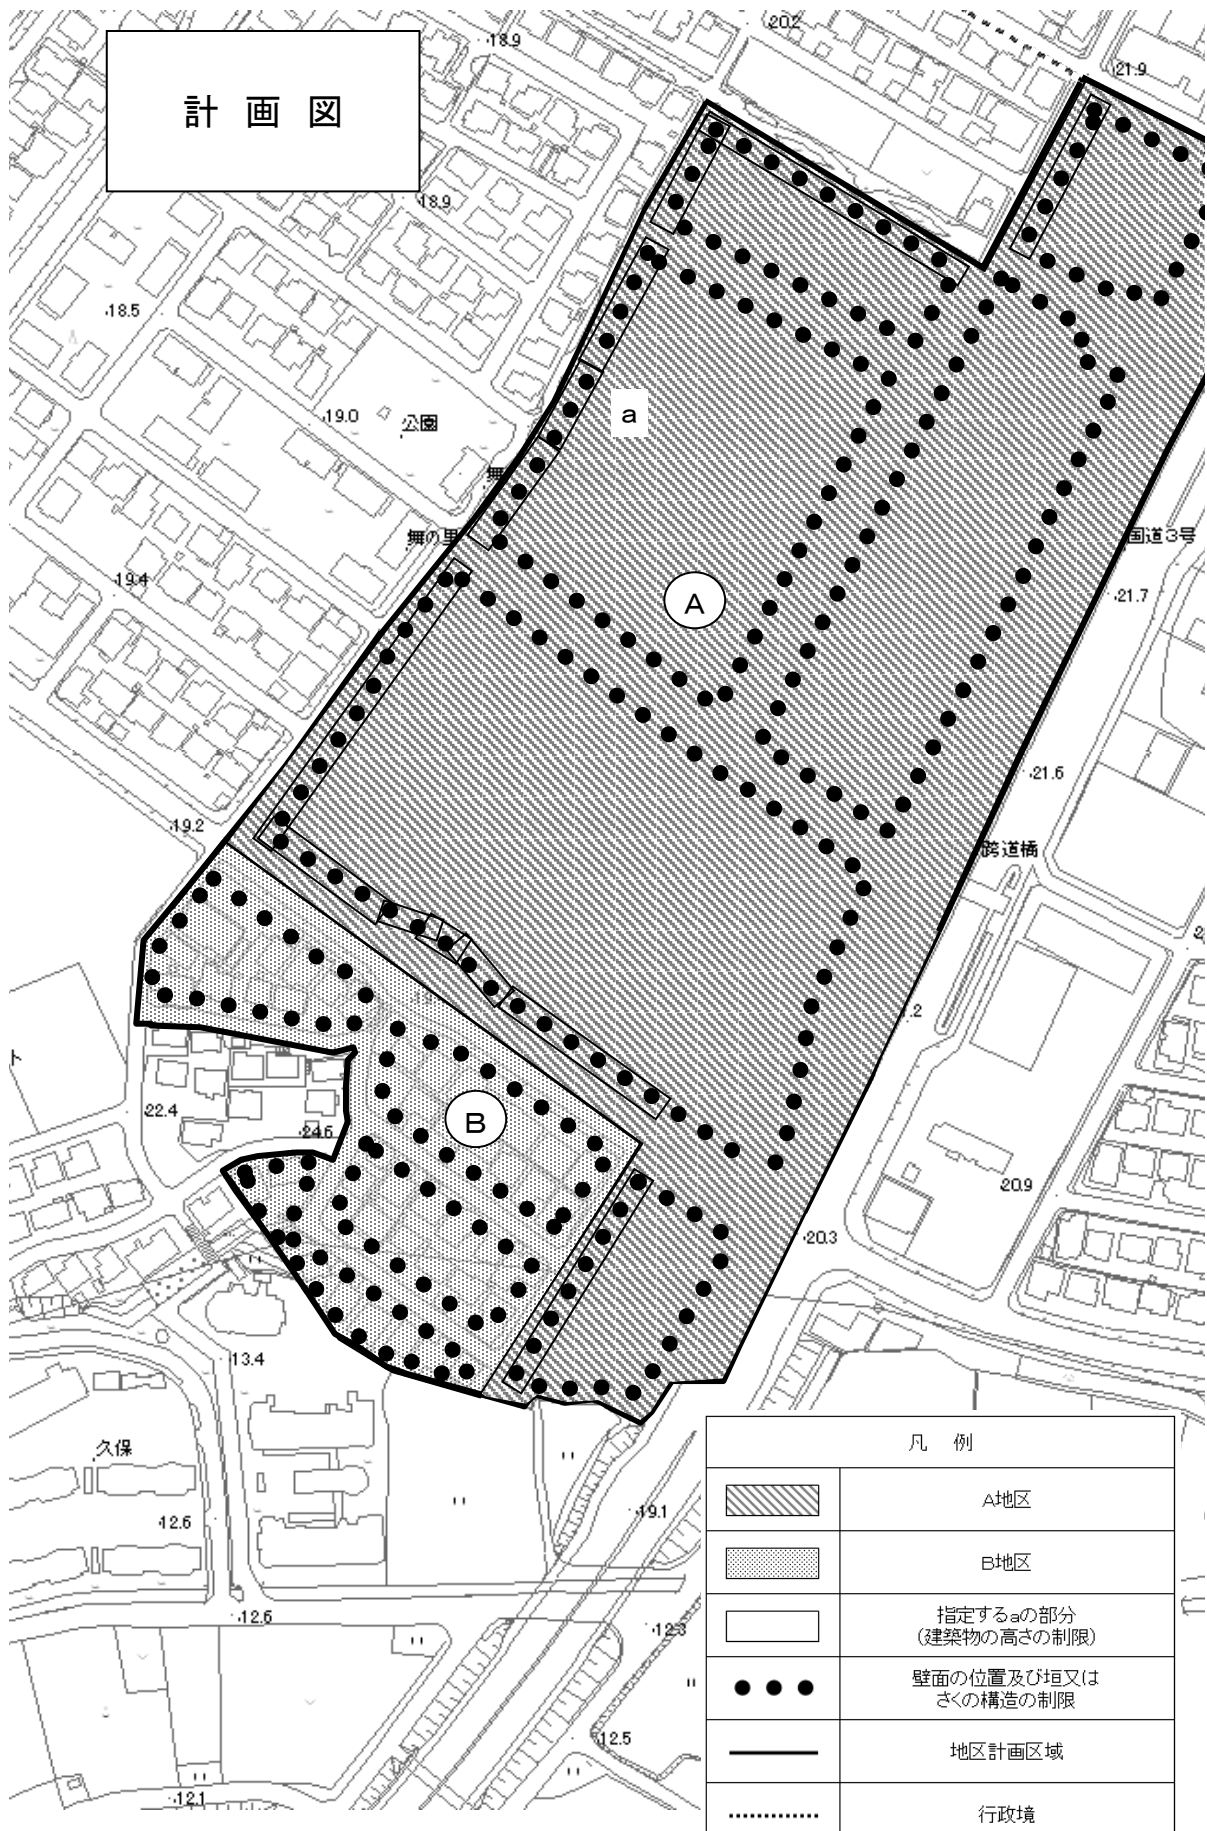 計画図
20.2
18.9
21.9
18.9
18.5
a
19.0
公園
舞
舞の里
国道3号
19.4
A
21.7
21.6
19.2
跨道橋
19
.2
ト
22.4
B
24.6
20.9
20.3
13.4
久保
19.1
12.6
12.6
12.3
12.5
12.1
凡例
A地区
B地区
指定するaの部分
(建築物の高さの制限)
壁面の位置及び垣又は
さくの構造の制限
地区計画区域
行政境